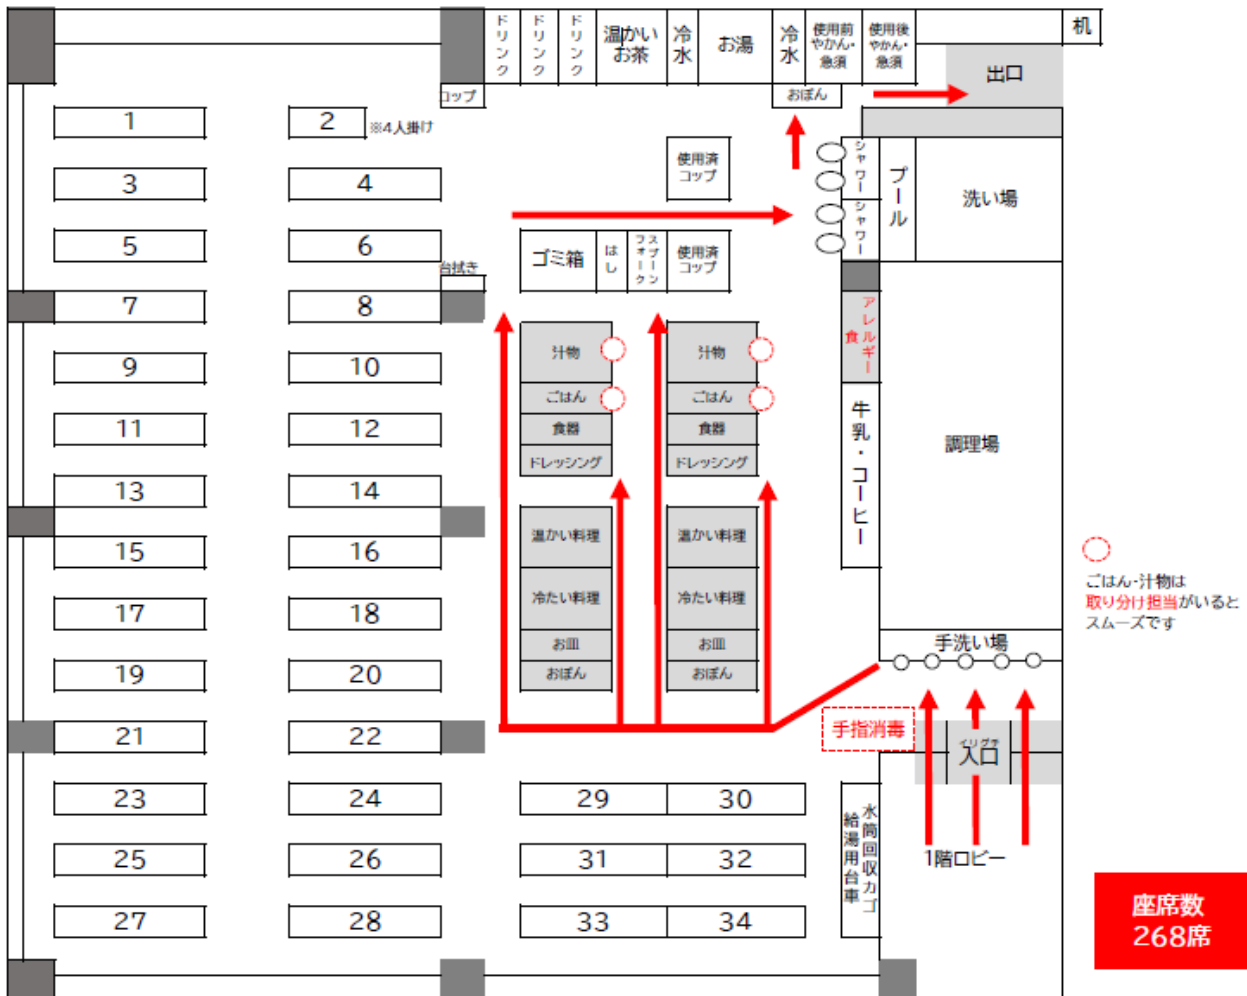 ドリンク
ドリンク
ドリンク
温かい
お茶
冷水
お湯
冷水
使用前
やかん・
急須
使用後
やかん・
急須
机
出口
コップ
おぼん
1
2
※4人掛け
使用済
コップ
シャワー
プール
洗い場
3
4
シャワー
5
6
台拭き
ゴミ箱
はし
スプーン
フォーク
使用済
コップ
7
8
アレルギー
食
汁物
汁物
9
10
ごはん
ごはん
食器
食器
11
12
牛乳・コーヒー
調理場
ドレッシング
ドレッシング
13
14
温かい料理
温かい料理
15
16
ごはん・汁物は
取り分け担当がいると
スムーズです
冷たい料理
冷たい料理
17
18
お皿
お皿
手洗い場
19
20
おぼん
おぼん
21
22
手指消毒
イリグチ
入口
23
24
29
30
水筒回収カゴ
給湯用台車
25
26
31
32
1階ロビー
27
28
33
34
座席数
268席